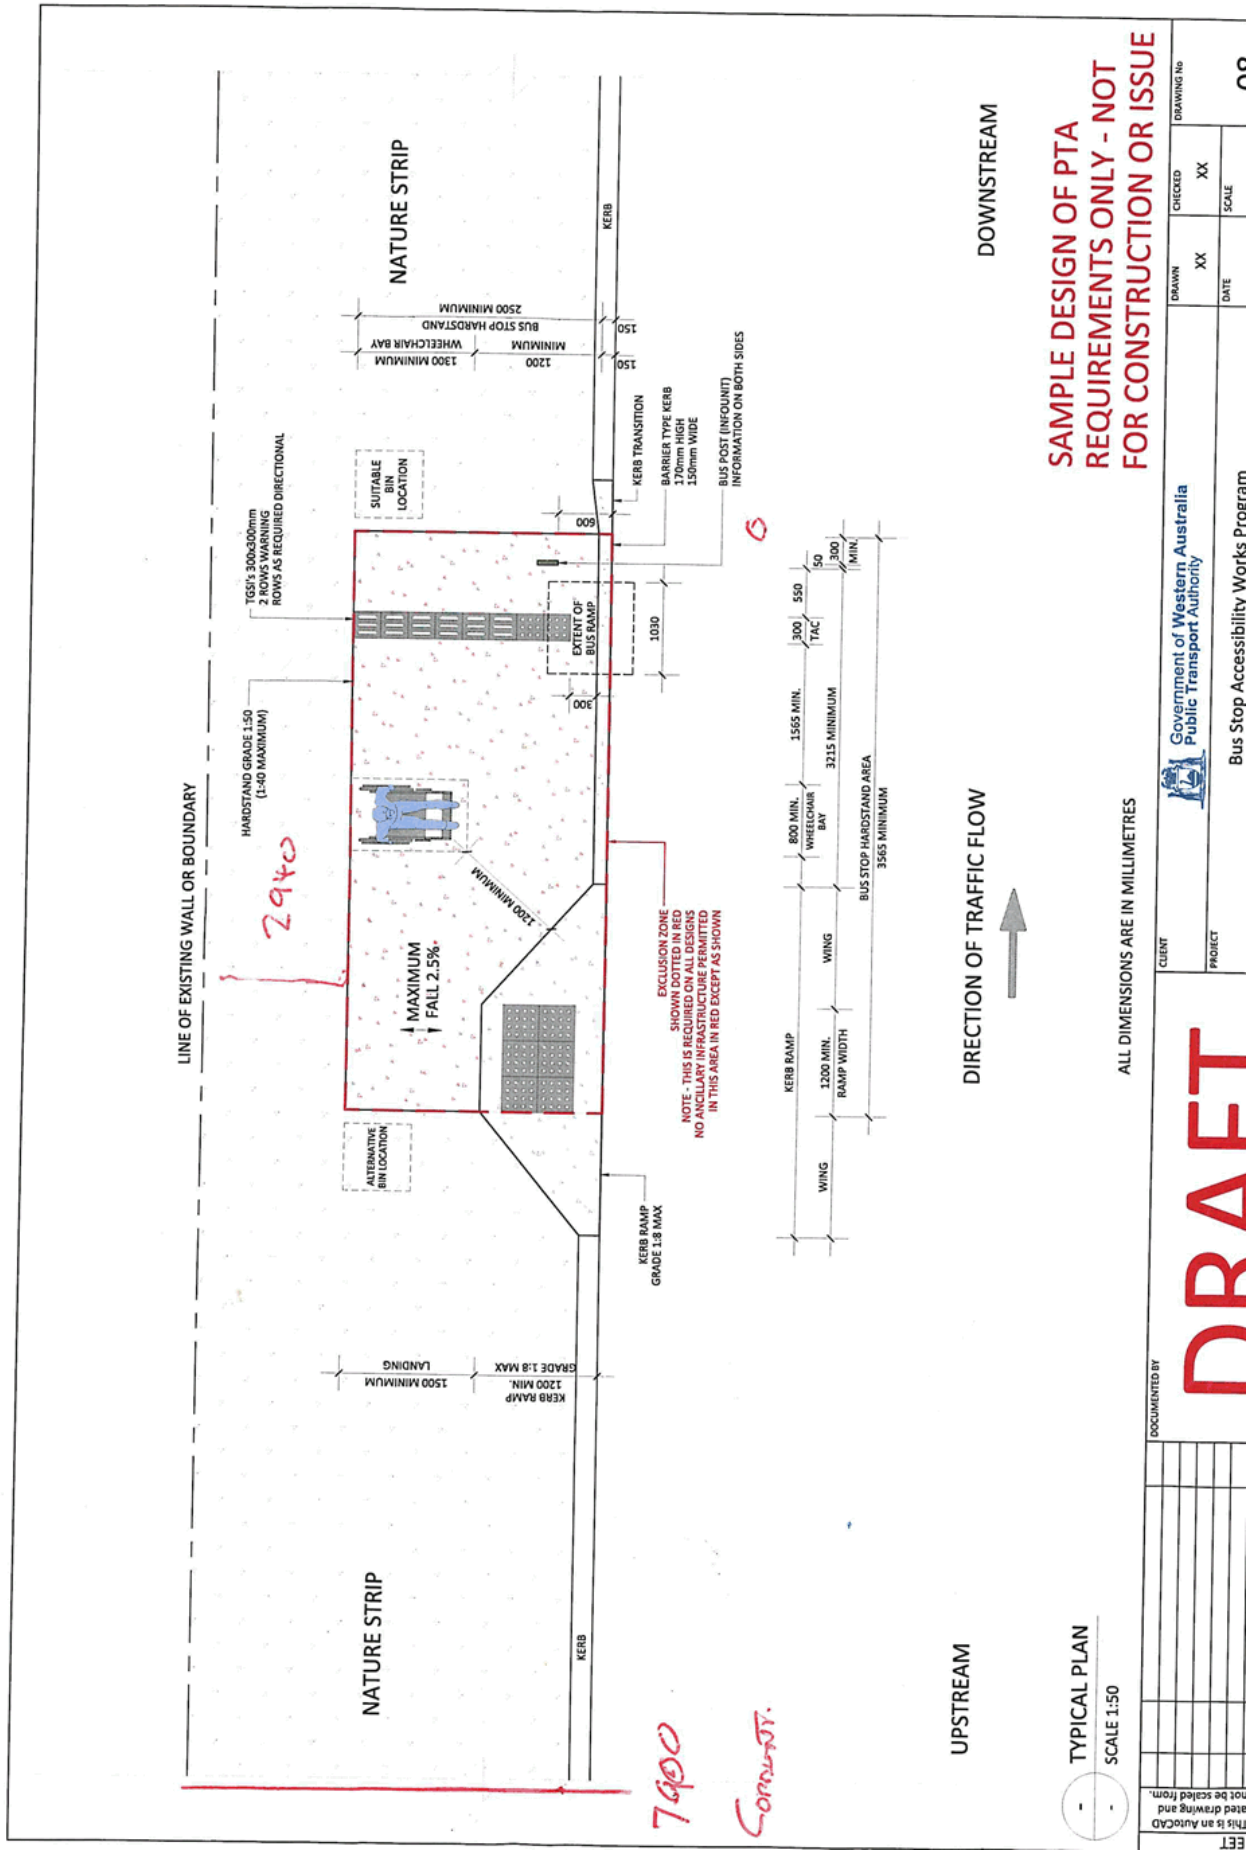 LINE OF EXISTING WALL OR BOUNDARY
2940
HARDSTAND GRADE 1:50
(1:40 MAXIMUM)
TGSI's 300x300mm
2 ROWS WARNING
ROWS AS REQUIRED DIRECTIONAL
SUITABLE
BIN
LOCATION
ALTERNATIVE
BIN LOCATION
NATURE STRIP
NATURE STRIP
1500 MINIMUM
LANDING
KERB RAMP
1200 MIN.
GRADE 1:8 MAX
MAXIMUM
FALL 2.5%
1200 MINIMUM
EXTENT OF
BUS RAMP
300
600
1030
1300 MINIMUM
WHEELCHAIR BAY
1200
MINIMUM
150
2500 MINIMUM
BUS STOP HARDSTAND
150
KERB
KERB
KERB RAMP
GRADE 1:8 MAX
KERB TRANSITION
BARRIER TYPE KERB
170mm HIGH
150mm WIDE
BUS POST (INFOUNIT)
INFORMATION ON BOTH SIDES
EXCLUSION ZONE
SHOWN DOTTED IN RED
NOTE - THIS IS REQUIRED ON ALL DESIGNS
NO ANCILLARY INFRASTRUCTURE PERMITTED
IN THIS AREA IN RED EXCEPT AS SHOWN
KERB RAMP
WING
1200 MIN.
RAMP WIDTH
WING
800 MIN.
WHEELCHAIR
BAY
1565 MIN.
300
TAC
550
50
300
MIN.
3215 MINIMUM
BUS STOP HARDSTAND AREA
3565 MINIMUM
UPSTREAM
DIRECTION OF TRAFFIC FLOW
DOWNSTREAM
TYPICAL PLAN
SCALE 1:50
ALL DIMENSIONS ARE IN MILLIMETRES
SAMPLE DESIGN OF PTA
REQUIREMENTS ONLY - NOT
FOR CONSTRUCTION OR ISSUE
DOCUMENTED BY
DRAFT
CLIENT
Government of Western Australia
Public Transport Authority
PROJECT
Bus Stop Accessibility Works Program
DRAWN
XX
CHECKED
XX
DRAWING No
DATE
SCALE
08